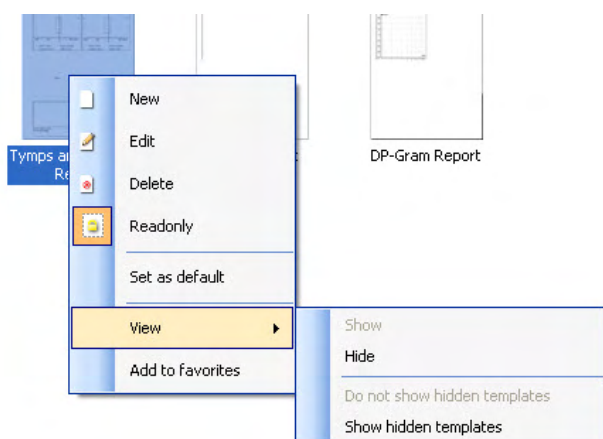 New
Edit
Tymps a
Re
DP-Gram Report
Delete
Readonly
Set as default
View
Show
Hide
Add to favorites
Do not show hidden templates
Show hidden templates